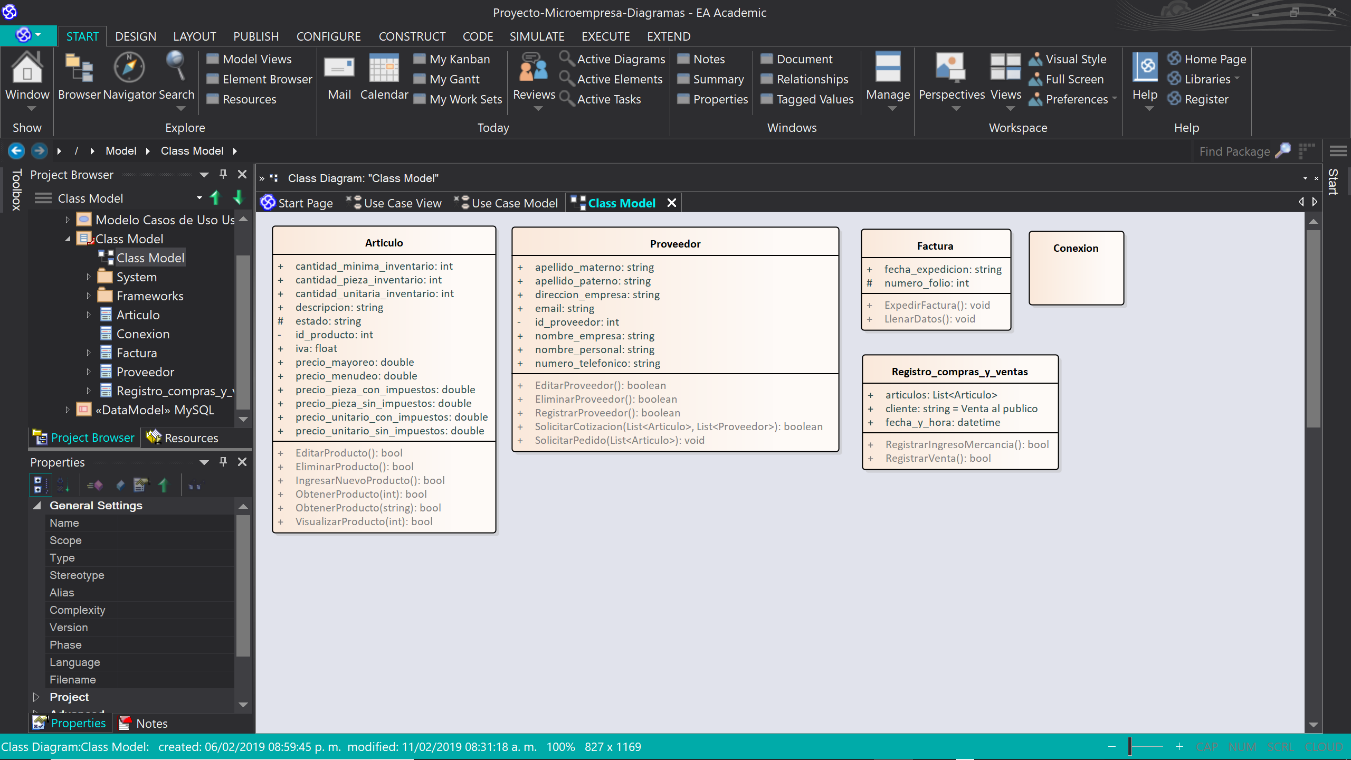 Proyecto-Microempresa-Diagramas - EA Academic
START DESIGN LAYOUT PUBLISH CONFIGURE CONSTRUCT CODE SIMULATE EXECUTE EXTEND
Window
Show
Browser Navigator Search
Model Views
Element Browser
Resources
Explore
Mail Calendar
My Kanban
My Gantt
My Work Sets
Today
Reviews
Active Diagrams
Active Elements
Active Tasks
Notes
Summary
Properties
Document
Relationships
Tagged Values
Windows
Manage
Perspectives Views
Visual Style
Full Screen
Preferences
Workspace
Help
Home Page
Libraries
Register
Help
/ Model Class Model
Find Package
Toolbox
Start
Project Browser
Class Model
Modelo Casos de Uso Us
Class Model
Class Model
System
Frameworks
Articulo
Conexion
Factura
Proveedor
Registro_compras_y_v
«DataModel» MySQL
Project Browser Resources
Properties
General Settings
Name
Scope
Type
Stereotype
Alias
Complexity
Version
Phase
Language
Filename
Project
Advanced
Properties Notes
» Class Diagram: "Class Model"
Start Page Use Case View Use Case Model Class Model
Articulo
+ cantidad_minima_inventario: int
+ cantidad_pieza_inventario: int
+ cantidad_unitaria_inventario: int
+ descripcion: string
# estado: string
- id_producto: int
+ iva: float
+ precio_mayoreo: double
+ precio_menudeo: double
+ precio_pieza_con_impuestos: double
+ precio_pieza_sin_impuestos: double
+ precio_unitario_con_impuestos: double
+ precio_unitario_sin_impuestos: double
+ EditarProducto(): bool
+ EliminarProducto(): bool
+ IngresarNuevoProducto(): bool
+ ObtenerProducto(int): bool
+ ObtenerProducto(string): bool
+ VisualizarProducto(int): bool
Proveedor
+ apellido_materno: string
+ apellido_paterno: string
+ direccion_empresa: string
+ email: string
- id_proveedor: int
+ nombre_empresa: string
+ nombre_personal: string
+ numero_telefonico: string
+ EditarProveedor(): boolean
+ EliminarProveedor(): boolean
+ RegistrarProveedor(): boolean
+ SolicitarCotizacion(List<Articulo>, List<Proveedor>): boolean
+ SolicitarPedido(List<Articulo>): void
Factura
+ fecha_expedicion: string
# numero_folio: int
+ ExpedirFactura(): void
+ LlenarDatos(): void
Conexion
Registro_compras_y_ventas
+ articulos: List<Articulo>
+ cliente: string = Venta al publico
+ fecha_y_hora: datetime
+ RegistrarIngresoMercancia(): bool
+ RegistrarVenta(): bool
Class Diagram:Class Model: created: 06/02/2019 08:59:45 p. m. modified: 11/02/2019 08:31:18 a. m. 100% 827 x 1169
CAP NUM SCRL CLOUD